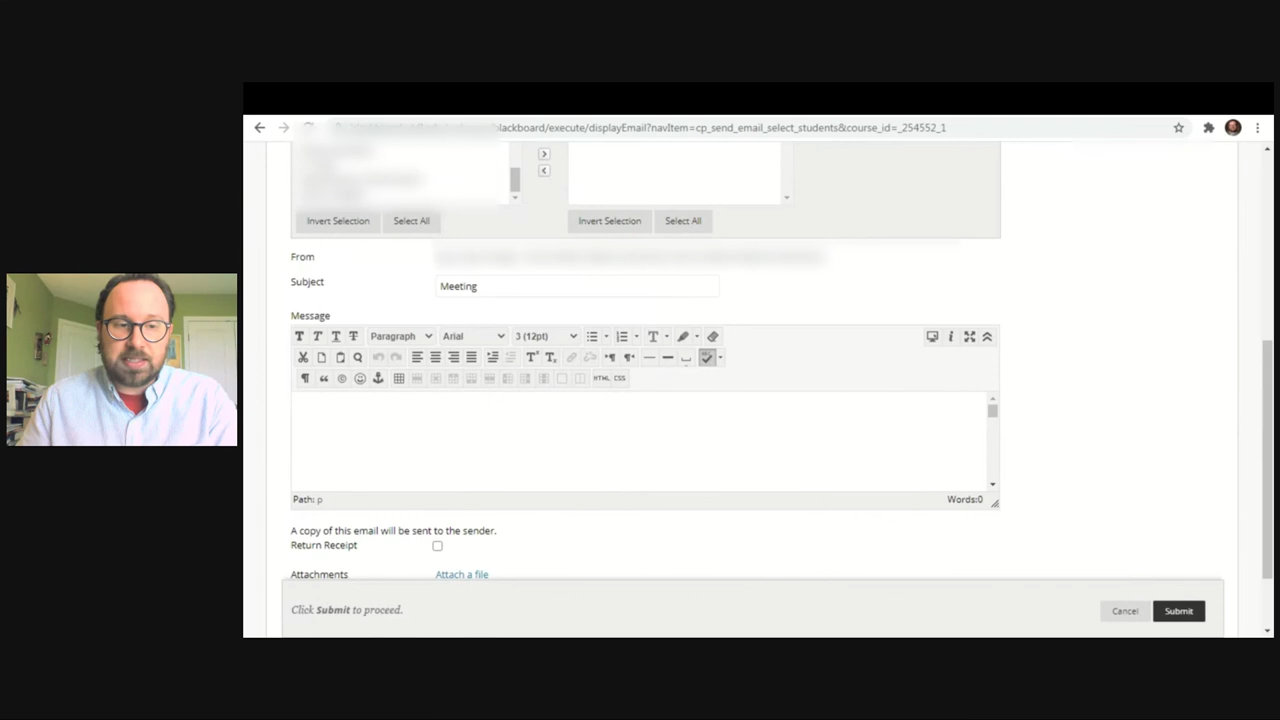 blackboard/execute/displayEmail?navItem=cp_send_email_select_students&course_id=_254552_1
Invert Selection Select All Invert Selection Select All
From
Subject Meeting
Message
Paragraph Arial 3 (12pt)
HTML CSS
Path: p Words:0
A copy of this email will be sent to the sender.
Return Receipt
Attachments Attach a file
Click Submit to proceed. Cancel Submit